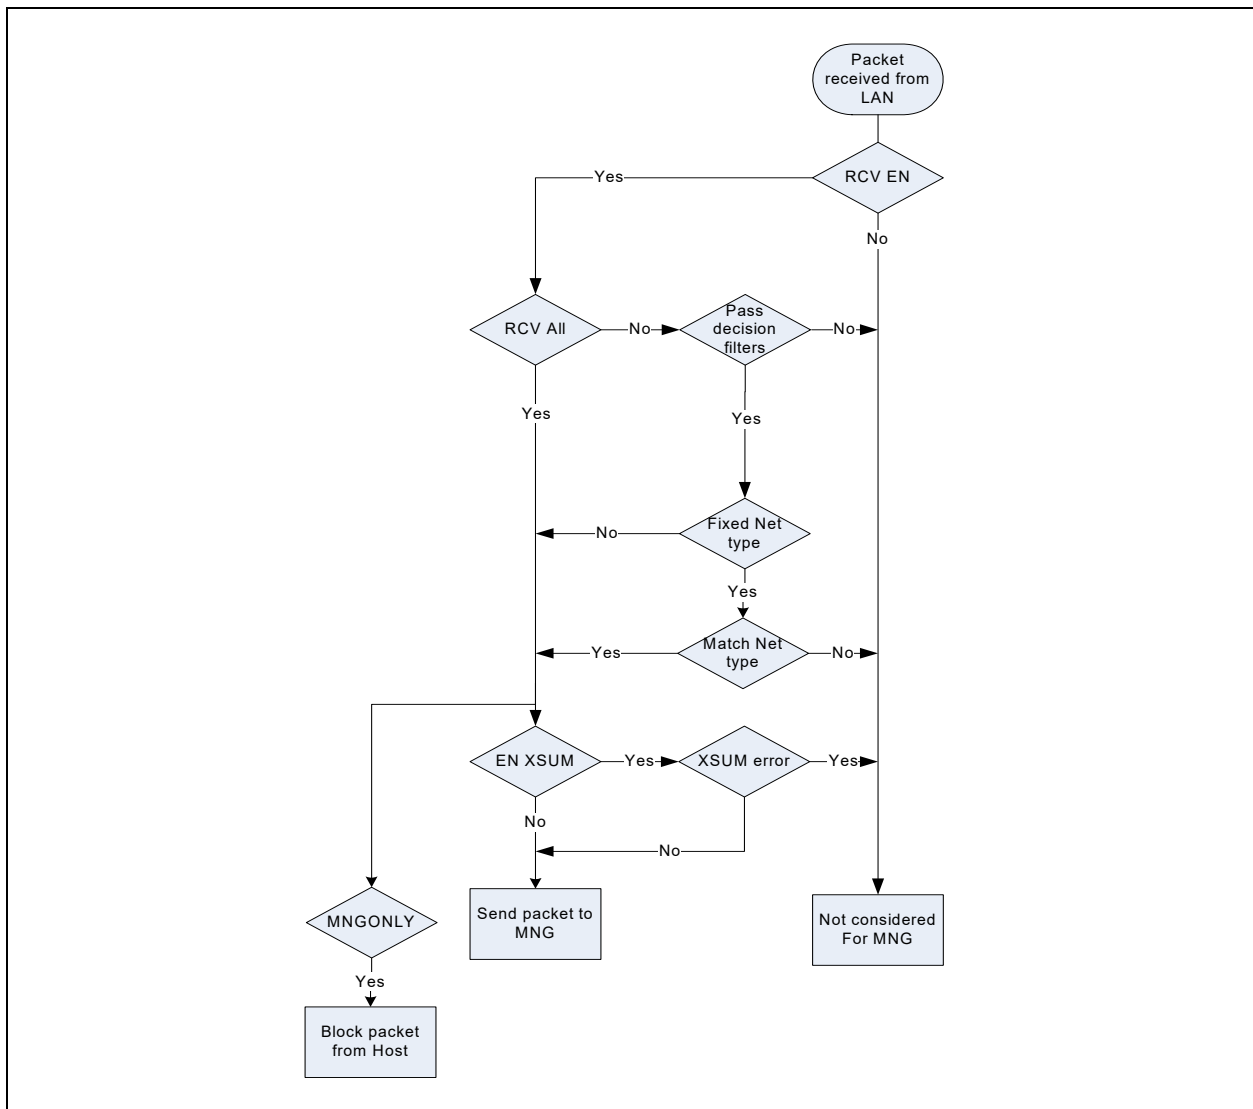 Packet
received from
LAN
RCV EN
Yes
No
RCV All
No
Pass
decision
filters
No
Yes
Yes
Fixed Net
type
No
Yes
Match Net
type
Yes
No
EN XSUM
Yes
XSUM error
Yes
No
No
MNGONLY
Send packet to
MNG
Not considered
For MNG
Yes
Block packet
from Host